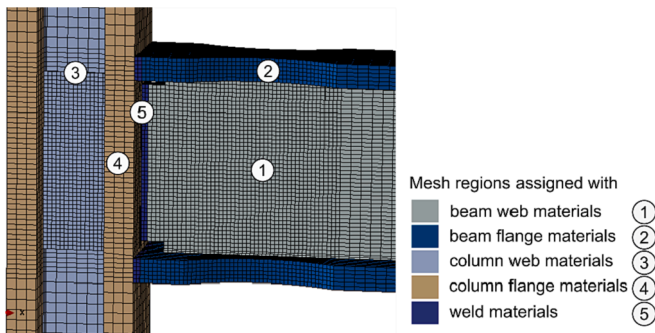 3
2
5
4
1
x
Mesh regions assigned with
beam web materials 1
beam flange materials 2
column web materials 3
column flange materials 4
weld materials 5